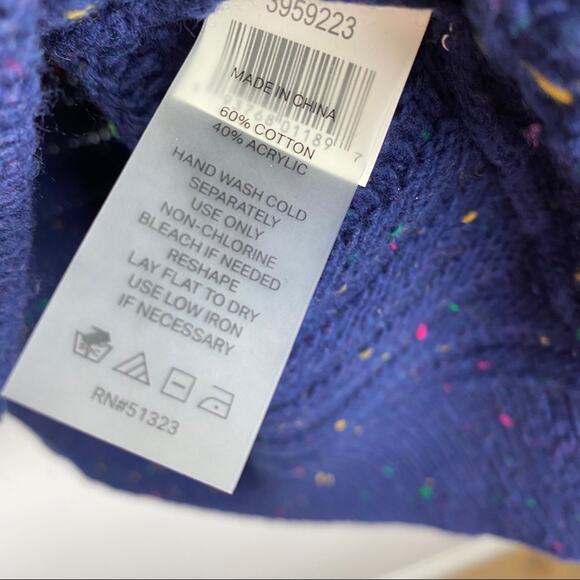 3959223
MADE IN CHINA
60% COTTON
40% ACRYLIC
HAND WASH COLD
SEPARATELY
USE ONLY
NON-CHLORINE
BLEACH IF NEEDED
RESHAPE
LAY FLAT TO DRY
USE LOW IRON
IF NECESSARY
RN#51323